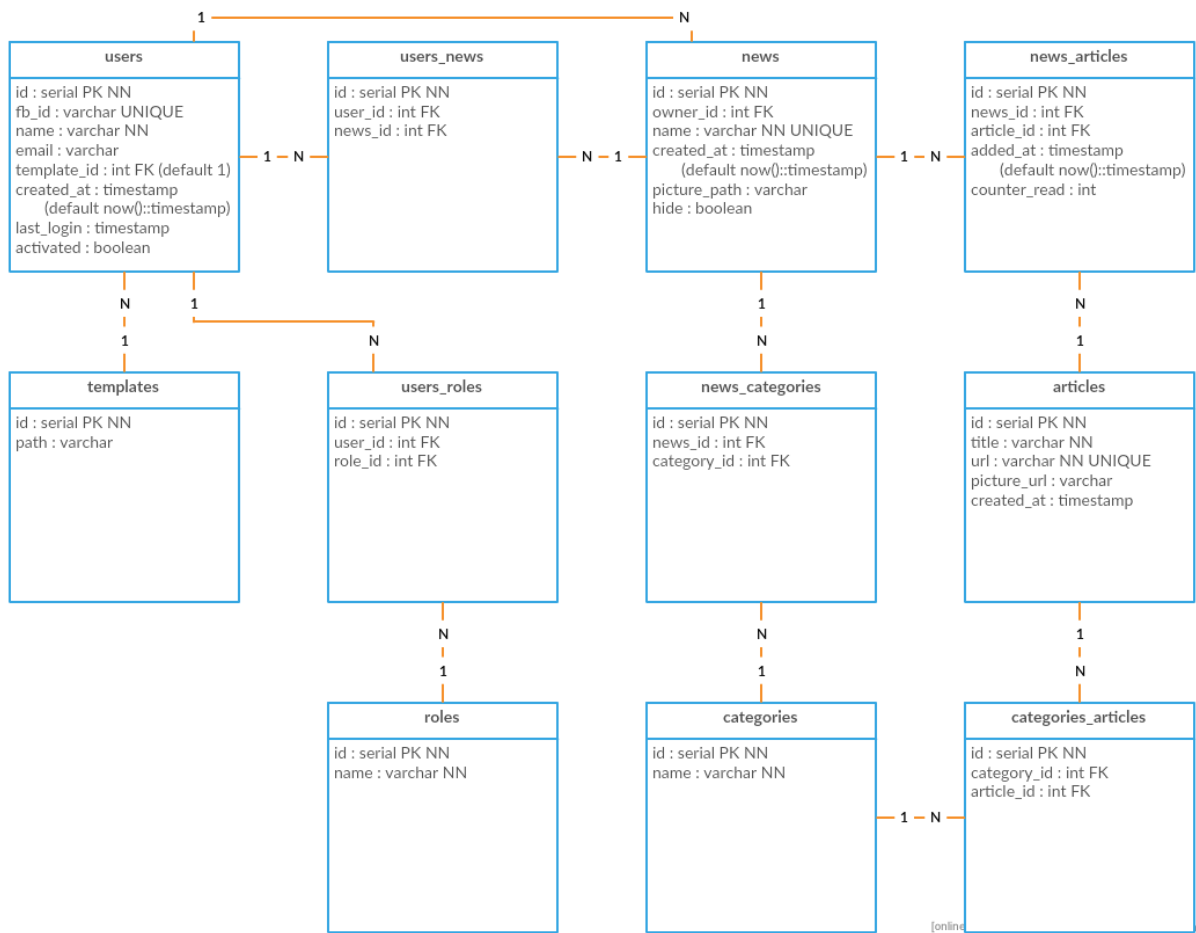 1 N
users
id : serial PK NN
fb_id : varchar UNIQUE
name : varchar NN
email : varchar
template_id : int FK (default 1)
created_at : timestamp
(default now()::timestamp)
last_login : timestamp
activated : boolean
1 N
users_news
id : serial PK NN
user_id : int FK
news_id : int FK
N 1
news
id : serial PK NN
owner_id : int FK
name : varchar NN UNIQUE
created_at : timestamp
(default now()::timestamp)
picture_path : varchar
hide : boolean
1 N
news_articles
id : serial PK NN
news_id : int FK
article_id : int FK
added_at : timestamp
(default now()::timestamp)
counter_read : int
N 1 1 N
1 N N 1
templates
id : serial PK NN
path : varchar
users_roles
id : serial PK NN
user_id : int FK
role_id : int FK
news_categories
id : serial PK NN
news_id : int FK
category_id : int FK
articles
id : serial PK NN
title : varchar NN
url : varchar NN UNIQUE
picture_url : varchar
created_at : timestamp
N N 1
1 1 N
roles
id : serial PK NN
name : varchar NN
categories
id : serial PK NN
name : varchar NN
1 N
categories_articles
id : serial PK NN
category_id : int FK
article_id : int FK
[online